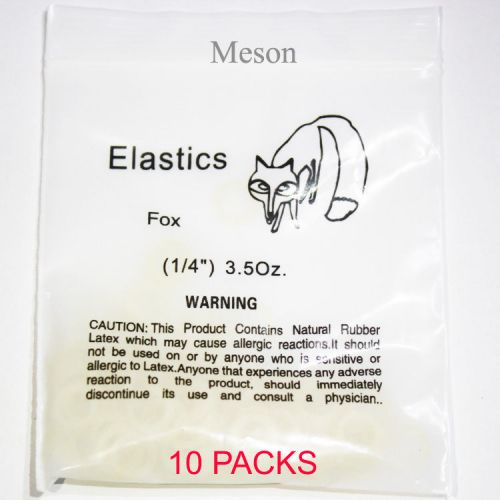 Meson
Elastics
Fox
(1/4") 3.5Oz.
WARNING
CAUTION: This Product Contains Natural Rubber
Latex which may cause allergic reactions.It should
not be used on or by anyone who is sensitive or
allergic to Latex.Anyone that experiences any adverse
reaction to the product, should immediately
discontinue its use and consult a physician..
10 PACKS